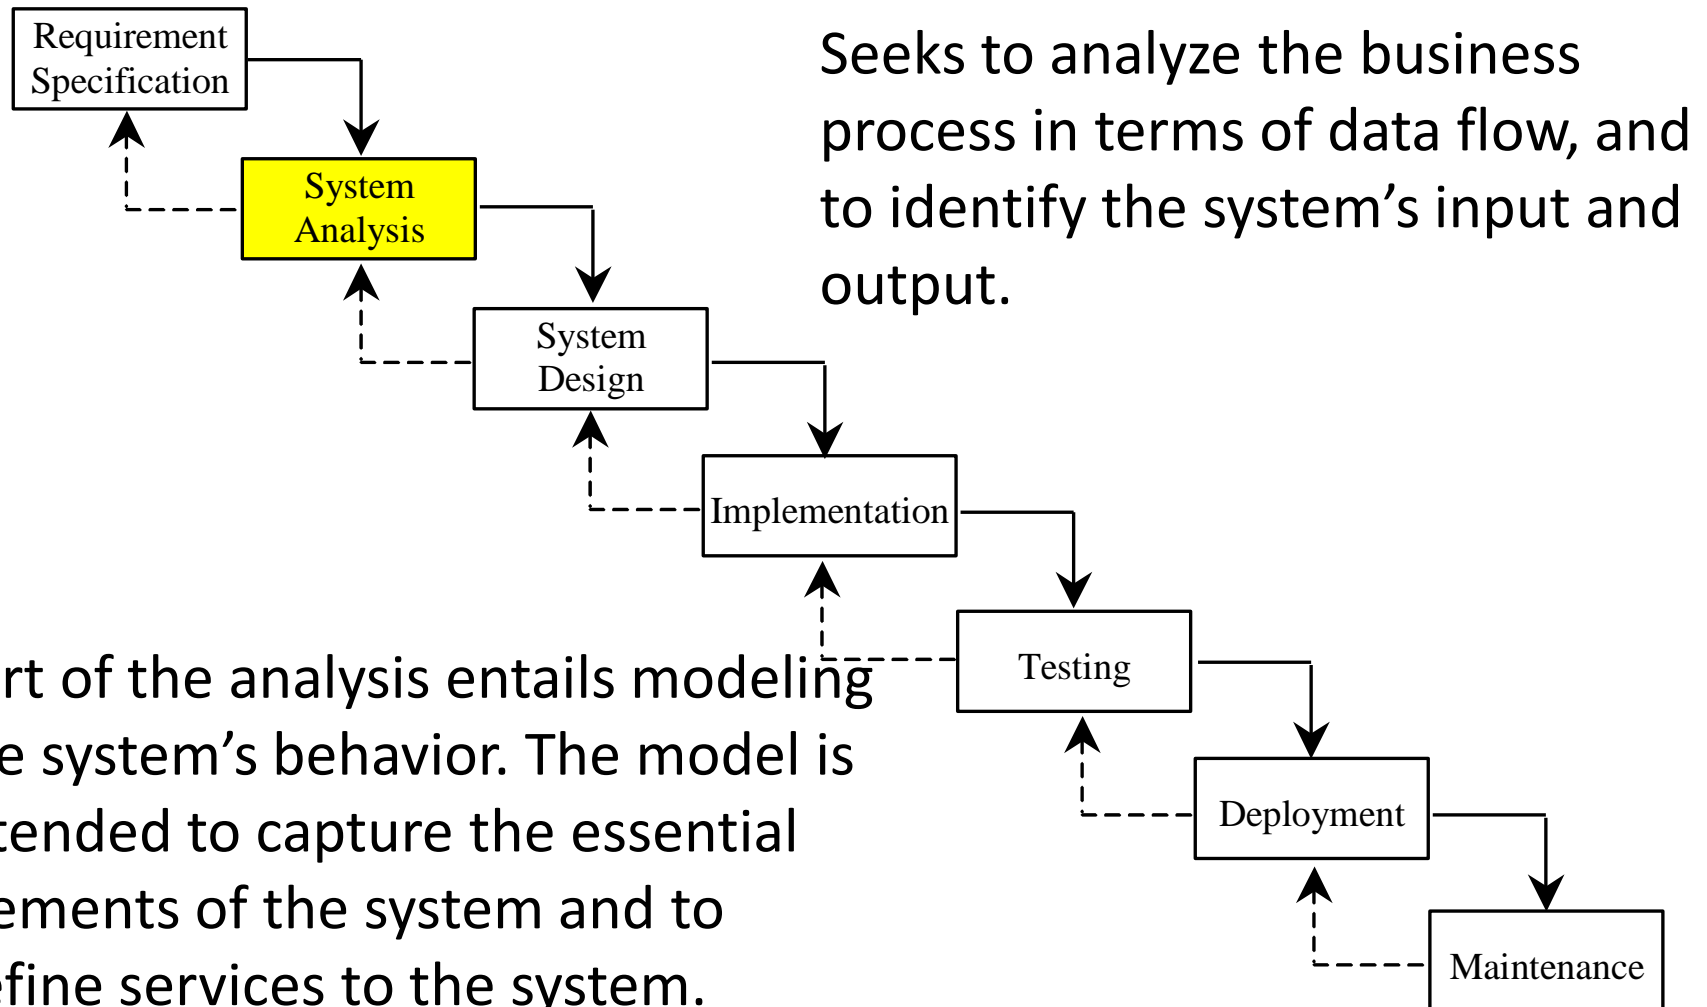 Requirement
Specification
Seeks to analyze the business
process in terms of data flow, and
to identify the system’s input and
output.
System
Analysis
System
Design
Implementation
Testing
Deployment
Maintenance
rt of the analysis entails modeling
e system’s behavior. The model is
tended to capture the essential
ements of the system and to
fine services to the system.